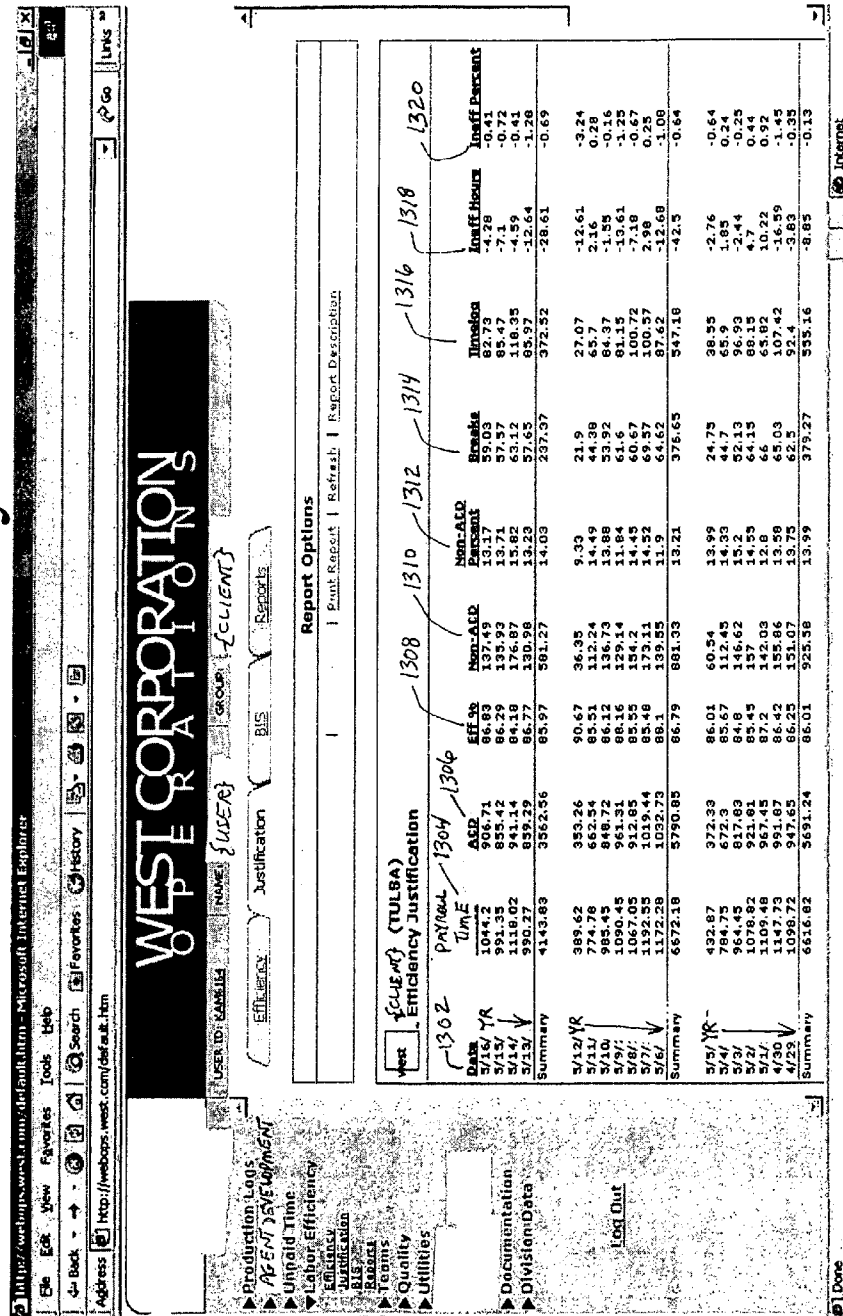 http://webops.west.com/default.htm - Microsoft Internet Explorer
File Edit View Favorites Tools Help
Back Search Favorites History
Address http://webops.west.com/default.htm Go Links »
WEST CORPORATION
OPERATIONS
USER ID: KAM6164 NAME: {USER} GROUP: {CLIENT}
Efficiency Justification BIS Reports
Production Logs
AGENT DEVELOPMENT
Unpaid Time
Labor Efficiency
Efficiency
Justification
BIS
Reports
Teams
Quality
Utilities
Documentation
Division Data
Log Out
Report Options
| Print Report | Refresh | Report Description
west {CLIENT} (TULSA)
Efficiency Justification
1302 1304 1306 1308 1310 1312 1314 1316 1318 1320
Date PAYROLL TIME ACD Eff % Non-ACD Non-ACD Percent Breaks Timelog Ineff Hours Ineff Percent
5/16/ YR 1044.2 906.71 86.83 137.49 13.17 59.03 82.73 -4.28 -0.41
5/15/ 991.35 855.42 86.29 135.93 13.71 57.57 85.47 -7.1 -0.72
5/14/ 1118.02 941.14 84.18 176.87 15.82 63.12 118.35 -4.59 -0.41
5/13/ 990.27 859.29 86.77 130.98 13.23 57.65 85.97 -12.64 -1.28
Summary 4143.83 3562.56 85.97 581.27 14.03 237.37 372.52 -28.61 -0.69
5/12/ YR 389.62 353.26 90.67 36.35 9.33 21.9 27.07 -12.61 -3.24
5/11/ 774.78 662.54 85.51 112.24 14.49 44.38 65.7 2.16 0.28
5/10/ 985.45 848.72 86.12 136.73 13.88 53.92 84.37 -1.55 -0.16
5/9/ 1090.45 961.31 88.16 129.14 11.84 61.6 81.15 -13.61 -1.25
5/8/ 1067.05 912.85 85.55 154.2 14.45 60.67 100.72 -7.18 -0.67
5/7/ 1192.55 1019.44 85.48 173.11 14.52 69.57 100.57 2.98 0.25
5/6/ 1172.28 1032.73 88.1 139.55 11.9 64.62 87.62 -12.68 -1.08
Summary 6672.18 5790.85 86.79 881.33 13.21 376.65 547.18 -42.5 -0.64
5/5/ YR 432.87 372.33 86.01 60.54 13.99 24.75 38.55 -2.76 -0.64
5/4/ 784.75 672.3 85.67 112.45 14.33 44.7 65.9 1.85 0.24
5/3/ 964.45 817.83 84.8 146.62 15.2 52.13 96.93 -2.44 -0.25
5/2/ 1078.82 921.81 85.45 157 14.55 64.15 88.15 4.7 0.44
5/1/ 1109.48 967.45 87.2 142.03 12.8 66 65.82 10.22 0.92
4/30 1147.73 991.87 86.42 155.86 13.58 65.03 107.42 -16.59 -1.45
4/29 1098.72 947.65 86.25 151.07 13.75 62.5 92.4 -3.83 -0.35
Summary 6616.82 5691.24 86.01 925.58 13.99 379.27 555.16 -8.85 -0.13
Done Internet